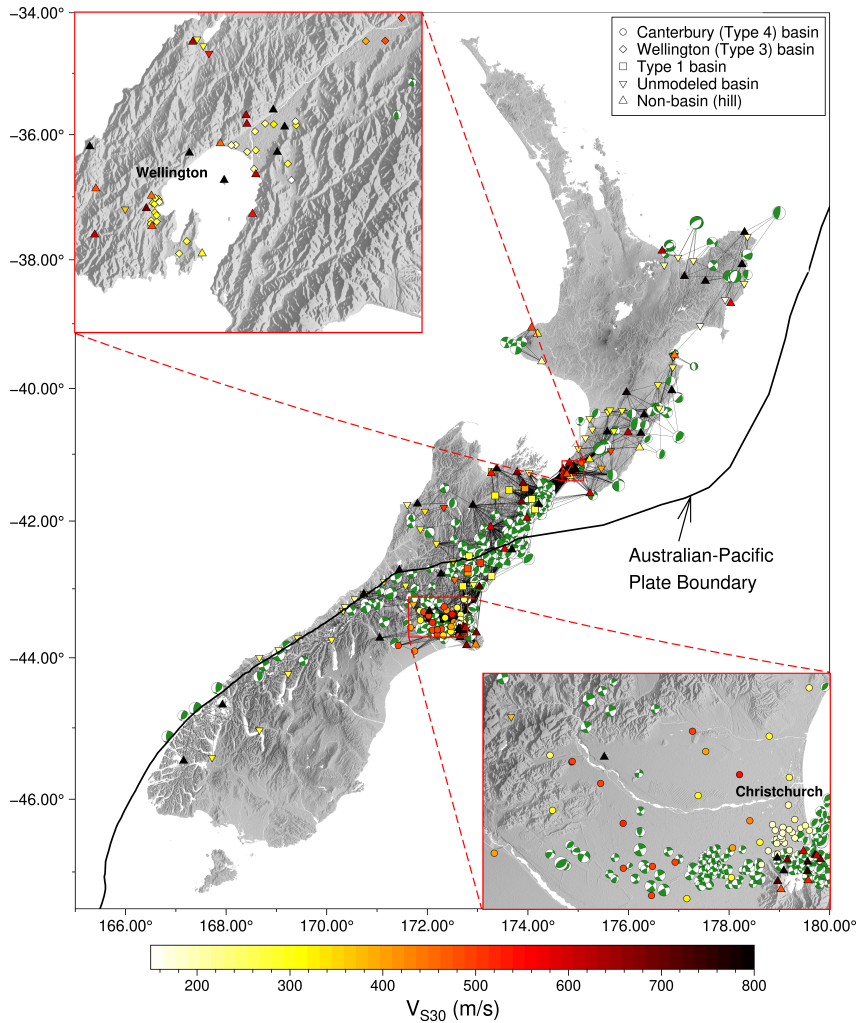 −34.00°
−36.00°
−38.00°
−40.00°
−42.00°
−44.00°
−46.00°
Canterbury (Type 4) basin
Wellington (Type 3) basin
Type 1 basin
Unmodeled basin
Non-basin (hill)
Wellington
Australian-Pacific
Plate Boundary
Christchurch
166.00°
168.00°
170.00°
172.00°
174.00°
176.00°
178.00°
180.00°
200
300
400
500
600
700
800
V_S30 (m/s)